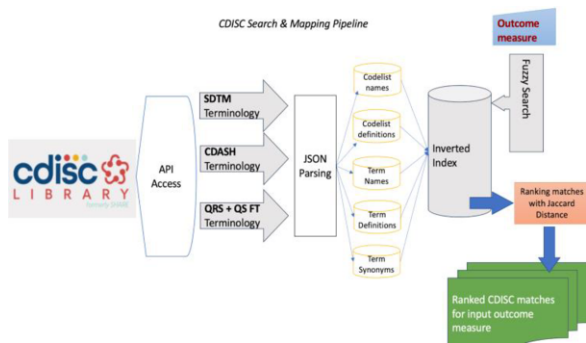 CDISC Search & Mapping Pipeline
Outcome
measure
Fuzzy Search
cdisc
LIBRARY
API
Access
SDTM
Terminology
CDASH
Terminology
QRS + QS FT
Terminology
JSON
Parsing
Codelist
names
Codelist
definitions
Term
Names
Term
Definitions
Term
Synonyms
Inverted
Index
Ranking matches
with Jaccard
Distance
Ranked CDISC matches
for input outcome
measure